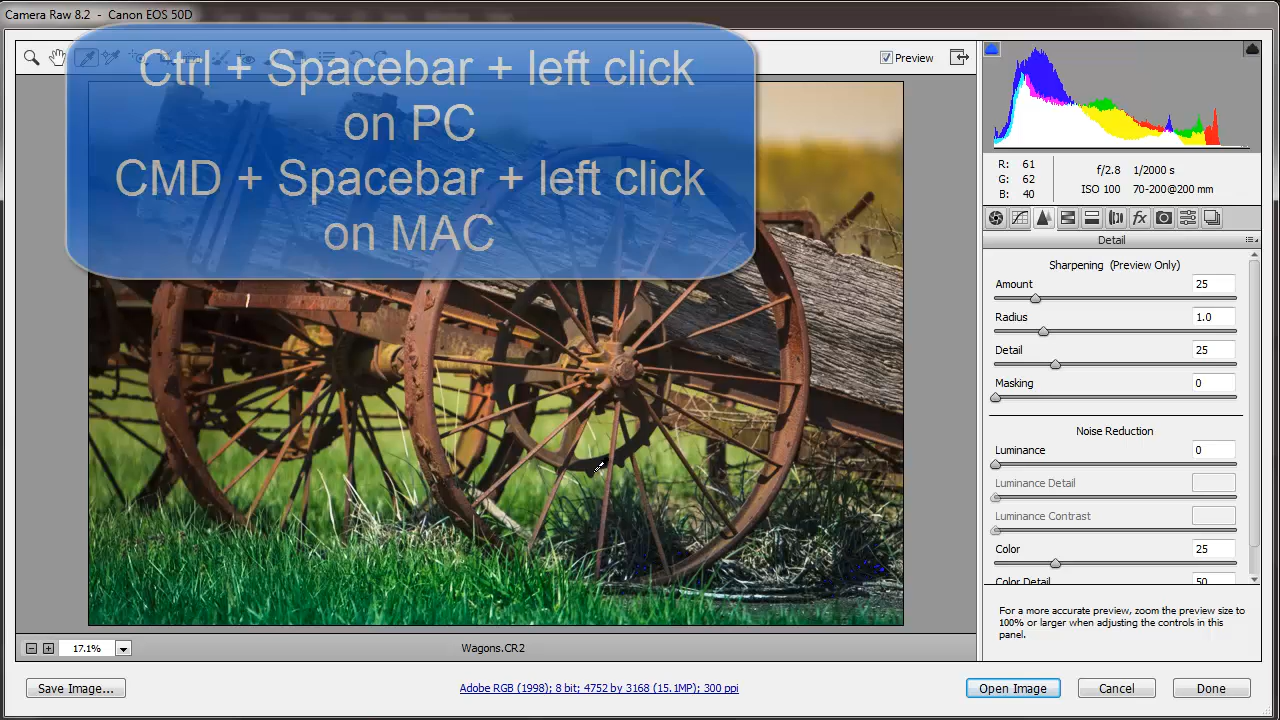 Camera Raw 8.2 - Canon EOS 50D
Ctrl + Spacebar + left click
on PC
CMD + Spacebar + left click
on MAC
Preview
R: 61
G: 62
B: 40
f/2.8 1/2000 s
ISO 100 70-200@200 mm
fx
Detail
Sharpening (Preview Only)
Amount 25
Radius 1.0
Detail 25
Masking 0
Noise Reduction
Luminance 0
Luminance Detail
Luminance Contrast
Color 25
Color Detail 50
For a more accurate preview, zoom the preview size to
100% or larger when adjusting the controls in this
panel.
17.1%
Wagons.CR2
Save Image...
Adobe RGB (1998); 8 bit; 4752 by 3168 (15.1MP); 300 ppi
Open Image
Cancel
Done